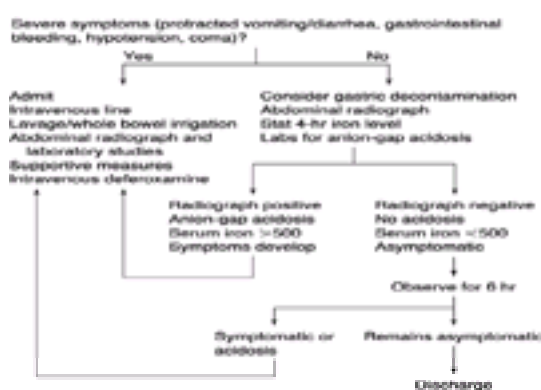 Severe symptoms (protracted vomiting/diarrhea, gastrointestinal
bleeding, hypotension, coma)?
Yes
No
Admit
Intravenous line
Lavage/whole bowel irrigation
Abdominal radiograph and
laboratory studies
Supportive measures
Intravenous deferoxamine
Consider gastric decontamination
Abdominal radiograph
Stat 4-hr iron level
Labs for anion-gap acidosis
Radiograph positive
Anion-gap acidosis
Serum iron >500
Symptoms develop
Radiograph negative
No acidosis
Serum iron <500
Asymptomatic
Observe for 6 hr
Symptomatic or
acidosis
Remains asymptomatic
Discharge